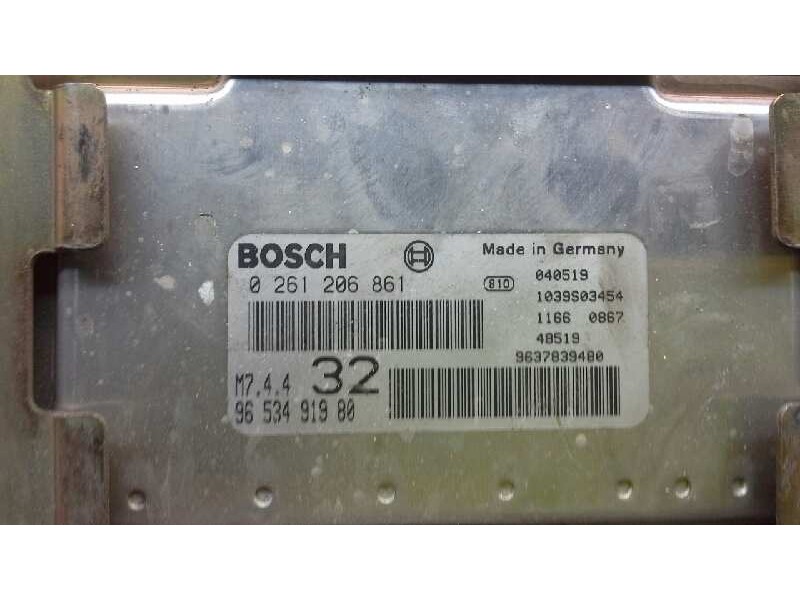 BOSCH
Made in Germany
0 261 206 861
810
040519
1039S03454
1166 0867
48519
9637839480
M7.4.4 32
96 534 919 80